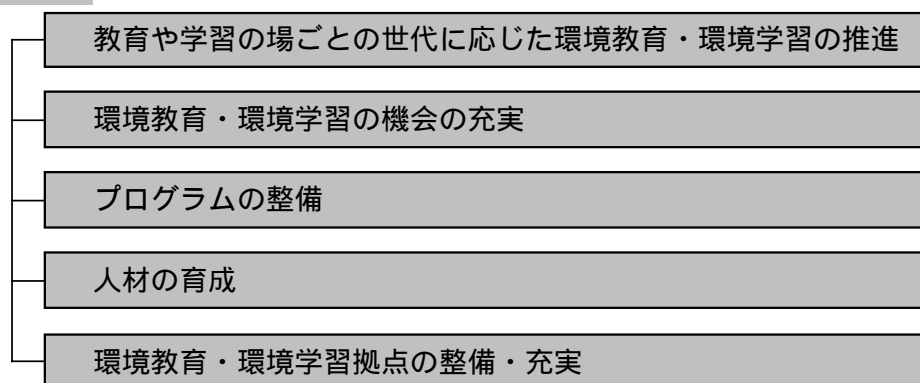 教育や学習の場ごとの世代に応じた環境教育・環境学習の推進
環境教育・環境学習の機会の充実
プログラムの整備
人材の育成
環境教育・環境学習拠点の整備・充実